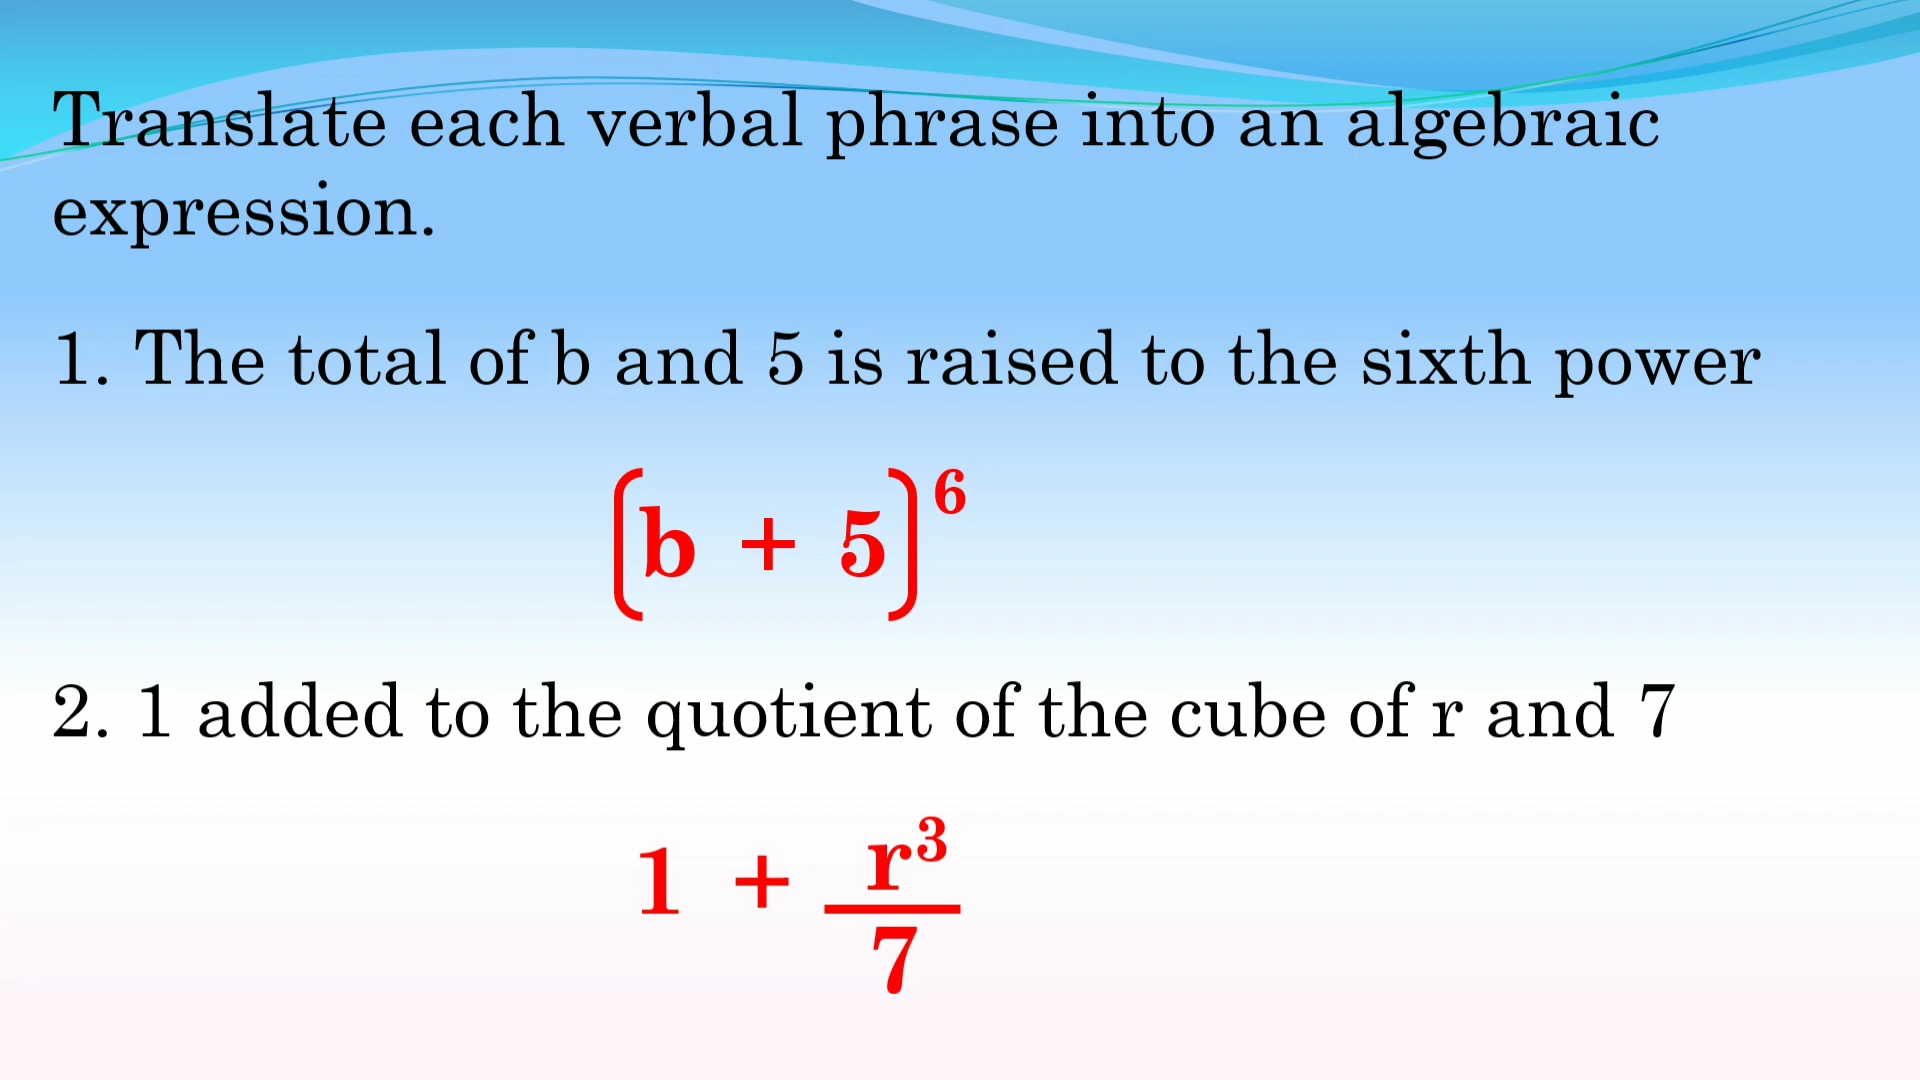 Translate each verbal phrase into an algebraic
expression.
1. The total of b and 5 is raised to the sixth power
(b + 5)⁶
2. 1 added to the quotient of the cube of r and 7
1 + r³
7